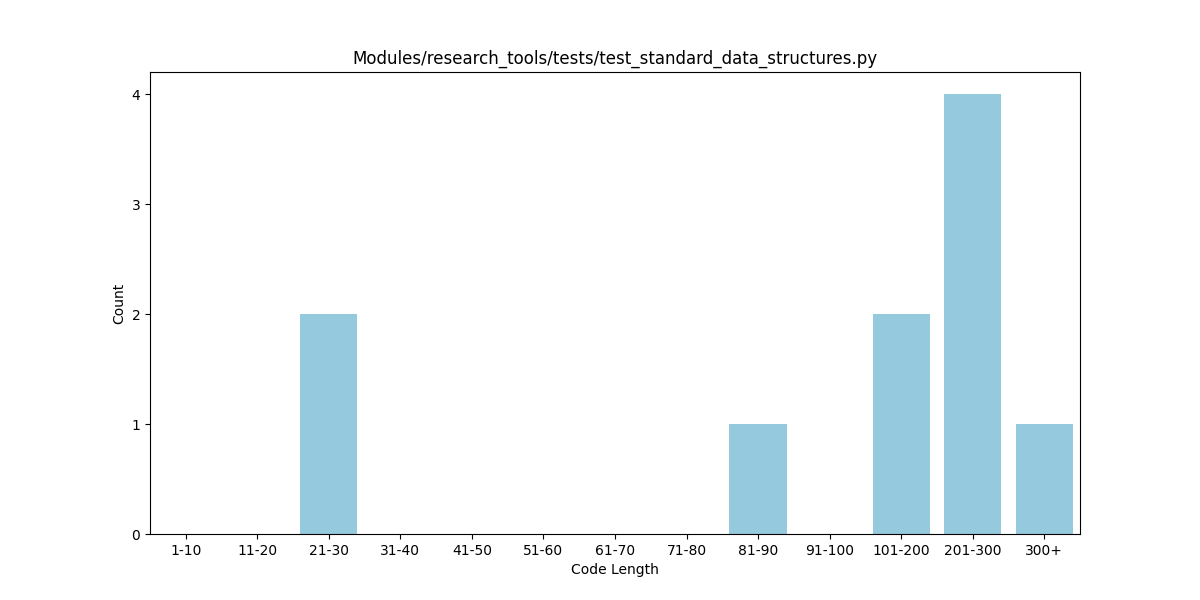 Modules/research_tools/tests/test_standard_data_structures.py
Count
4
3
2
1
0
1-10 11-20 21-30 31-40 41-50 51-60 61-70 71-80 81-90 91-100 101-200 201-300 300+
Code Length